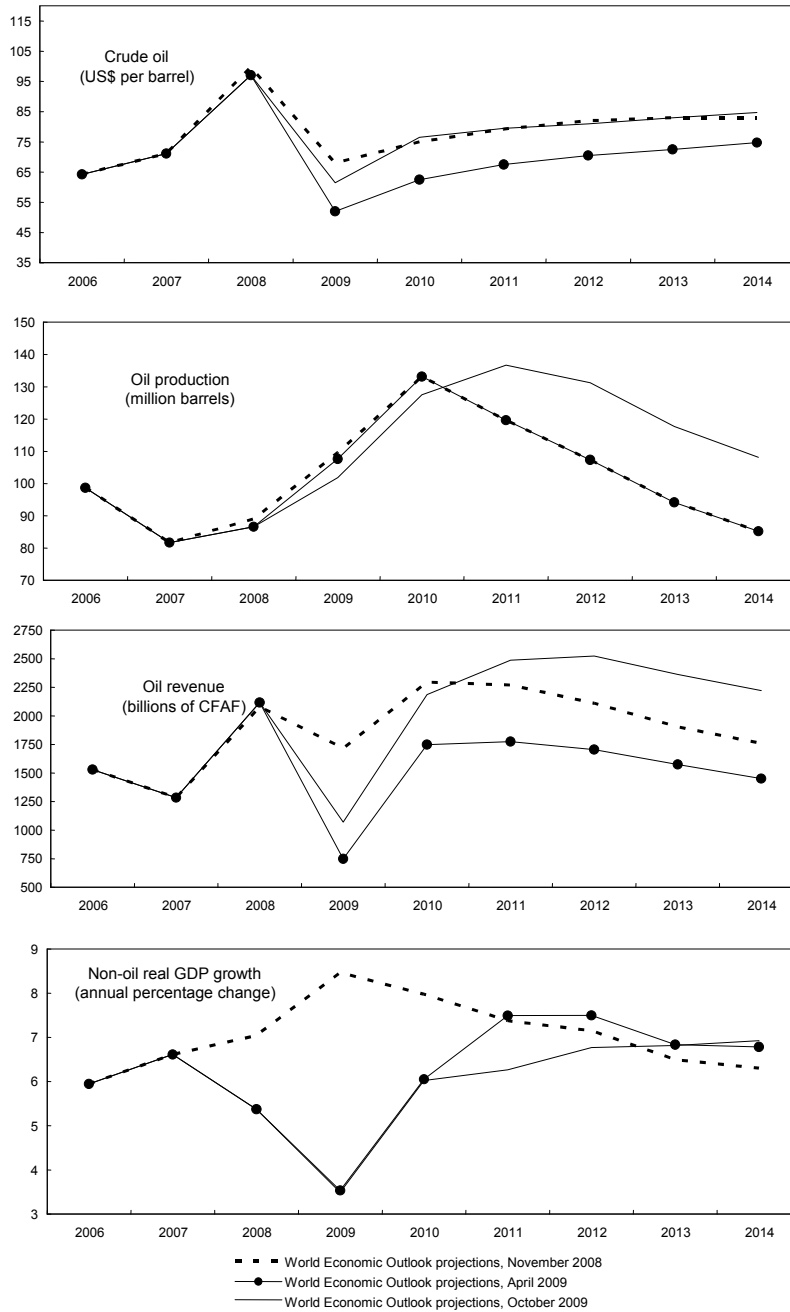 115
105
95
85
75
65
55
45
35
Crude oil
(US$ per barrel)
2006 2007 2008 2009 2010 2011 2012 2013 2014
150
140
130
120
110
100
90
80
70
Oil production
(million barrels)
2006 2007 2008 2009 2010 2011 2012 2013 2014
2750
2500
2250
2000
1750
1500
1250
1000
750
500
Oil revenue
(billions of CFAF)
2006 2007 2008 2009 2010 2011 2012 2013 2014
9
8
7
6
5
4
3
Non-oil real GDP growth
(annual percentage change)
2006 2007 2008 2009 2010 2011 2012 2013 2014
World Economic Outlook projections, November 2008
World Economic Outlook projections, April 2009
World Economic Outlook projections, October 2009